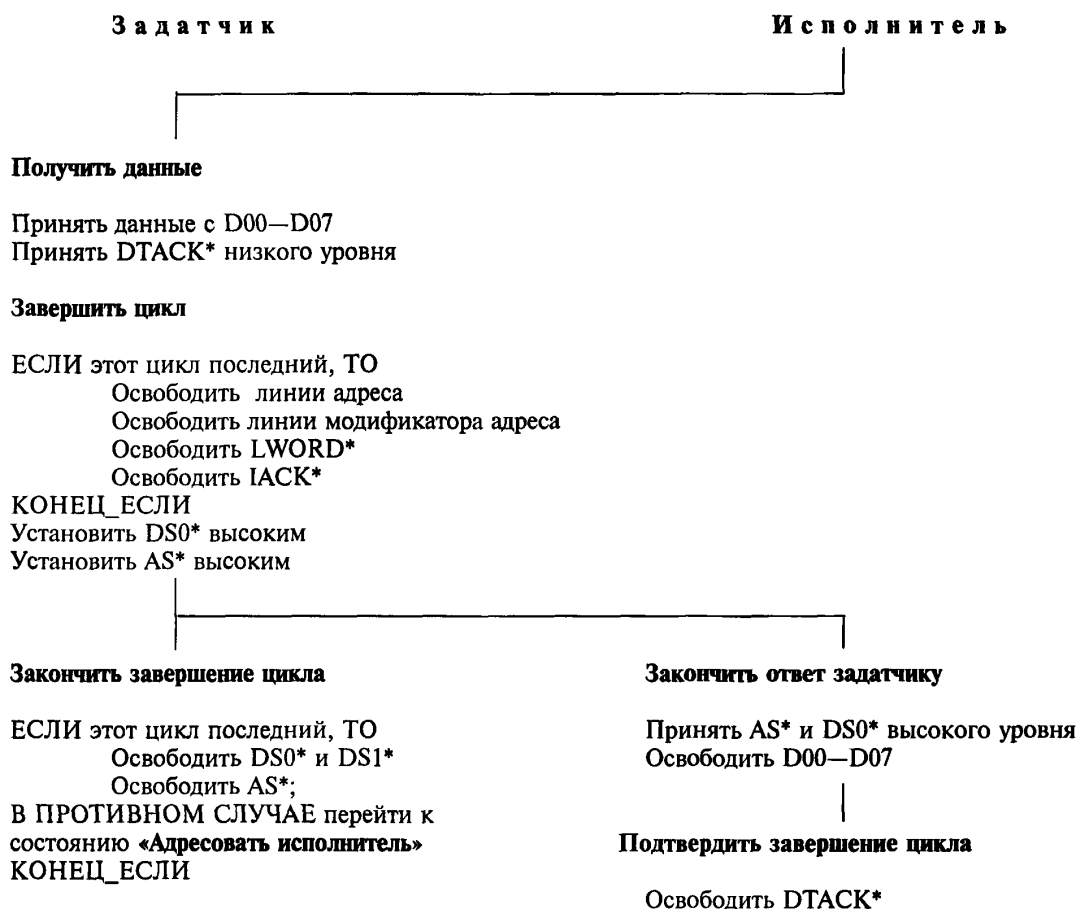 Задатчик
Исполнитель
Получить данные
Принять данные с D00—D07
Принять DTACK* низкого уровня
Завершить цикл
ЕСЛИ этот цикл последний, ТО
Освободить линии адреса
Освободить линии модификатора адреса
Освободить LWORD*
Освободить IACK*
КОНЕЦ_ЕСЛИ
Установить DS0* высоким
Установить AS* высоким
Закончить завершение цикла
ЕСЛИ этот цикл последний, ТО
Освободить DS0* и DS1*
Освободить AS*;
В ПРОТИВНОМ СЛУЧАЕ перейти к
состоянию «Адресовать исполнитель»
КОНЕЦ_ЕСЛИ
Закончить ответ задатчику
Принять AS* и DS0* высокого уровня
Освободить D00—D07
Подтвердить завершение цикла
Освободить DTACK*